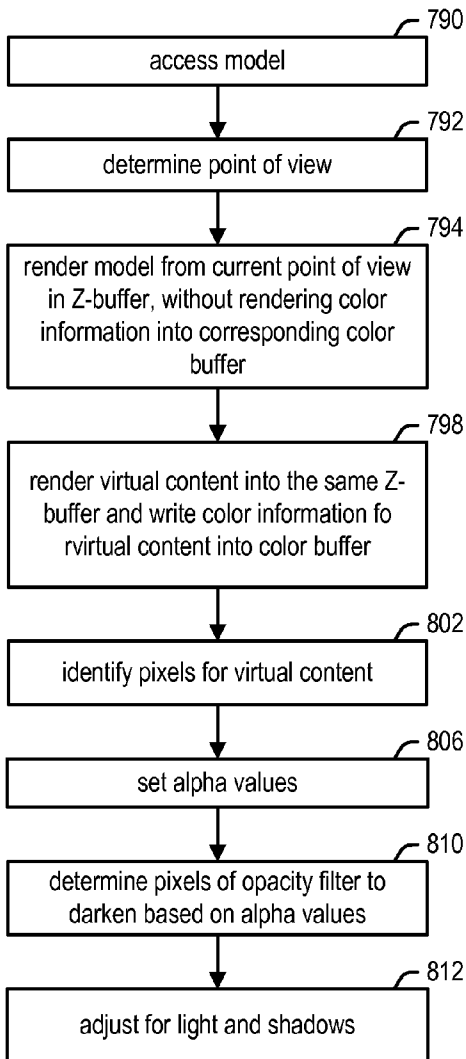 790
access model
792
determine point of view
794
render model from current point of view
in Z-buffer, without rendering color
information into corresponding color
buffer
798
render virtual content into the same Z-
buffer and write color information fo
rvirtual content into color buffer
802
identify pixels for virtual content
806
set alpha values
810
determine pixels of opacity filter to
darken based on alpha values
812
adjust for light and shadows